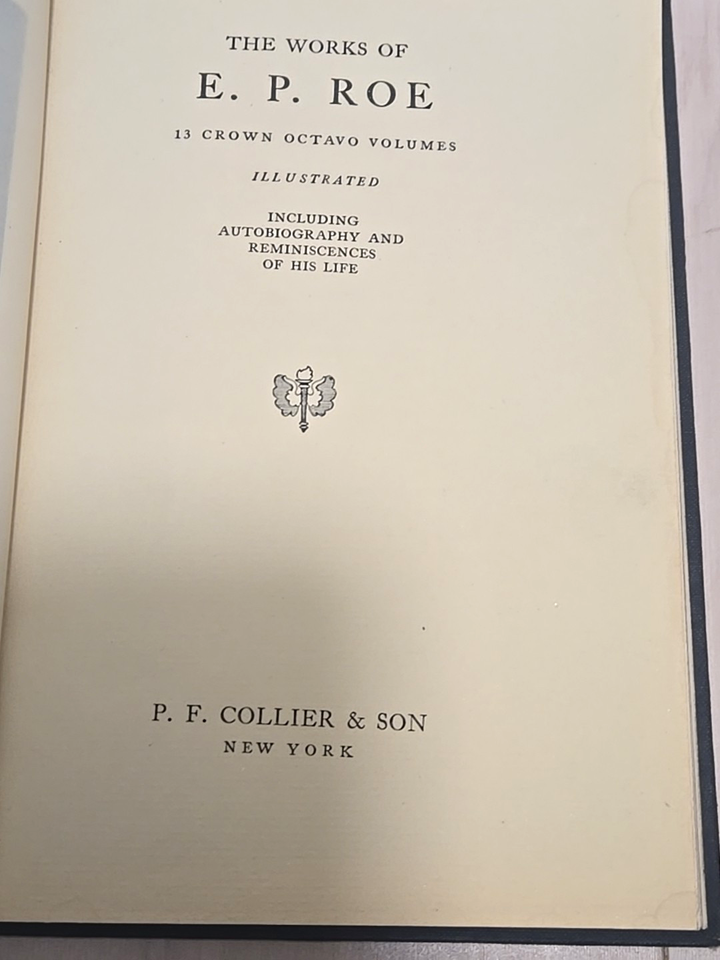 THE WORKS OF
E. P. ROE
13 CROWN OCTAVO VOLUMES
ILLUSTRATED
INCLUDING
AUTOBIOGRAPHY AND
REMINISCENCES
OF HIS LIFE
P. F. COLLIER & SON
NEW YORK